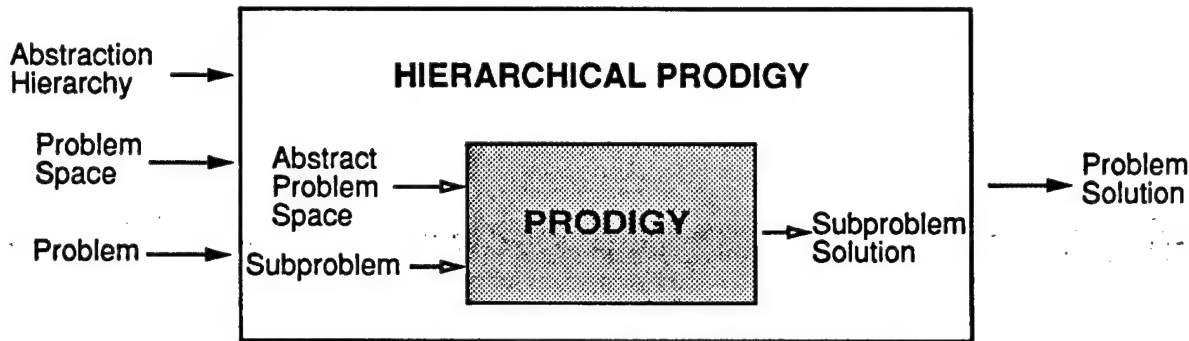 Abstraction
Hierarchy
HIERARCHICAL PRODIGY
Problem
Space
Abstract
Problem
Space
PRODIGY
Problem
Solution
Problem
Subproblem
Subproblem
Solution